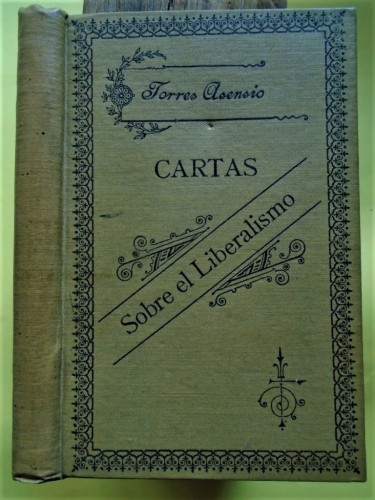 Torres Asensio
CARTAS
Sobre el Liberalismo